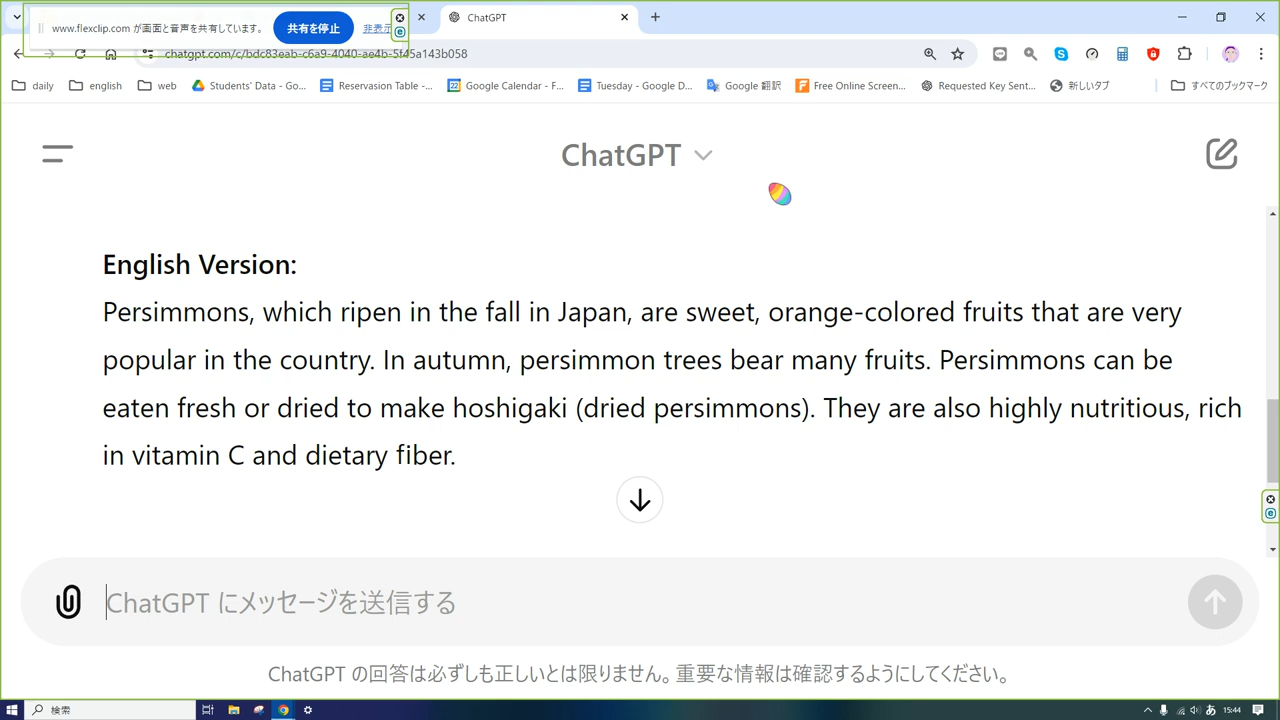 www.flexclip.com が画面と音声を共有しています。 共有を停止 非表示
ChatGPT
chatgpt.com/c/bdc83eab-c6a9-4040-ae4b-5f45a143b058
daily english web Students' Data - Go... Reservasion Table -... Google Calendar - F... Tuesday - Google D... Google 翻訳 Free Online Screen... Requested Key Sent... 新しいタブ すべてのブックマーク
ChatGPT
English Version:
Persimmons, which ripen in the fall in Japan, are sweet, orange-colored fruits that are very
popular in the country. In autumn, persimmon trees bear many fruits. Persimmons can be
eaten fresh or dried to make hoshigaki (dried persimmons). They are also highly nutritious, rich
in vitamin C and dietary fiber.
ChatGPT にメッセージを送信する
ChatGPT の回答は必ずしも正しいとは限りません。重要な情報は確認するようにしてください。
検索 あ 15:44